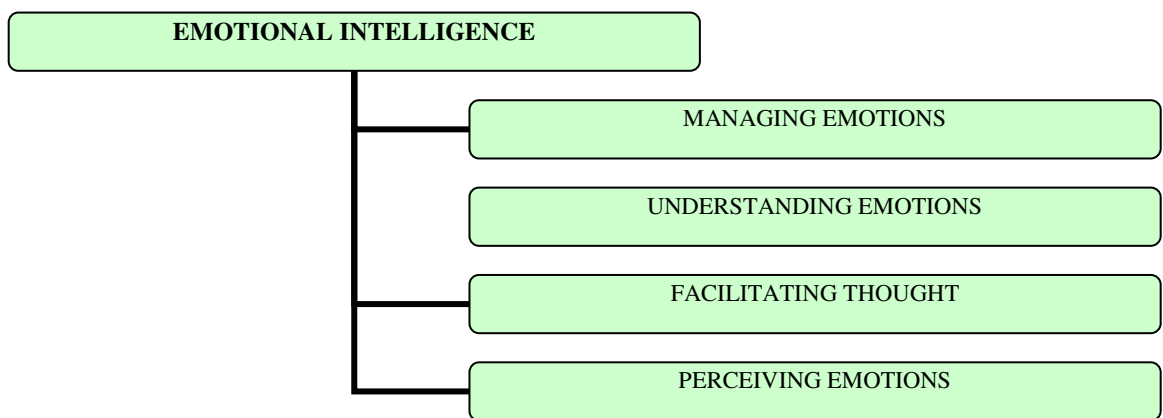 EMOTIONAL INTELLIGENCE
MANAGING EMOTIONS
UNDERSTANDING EMOTIONS
FACILITATING THOUGHT
PERCEIVING EMOTIONS